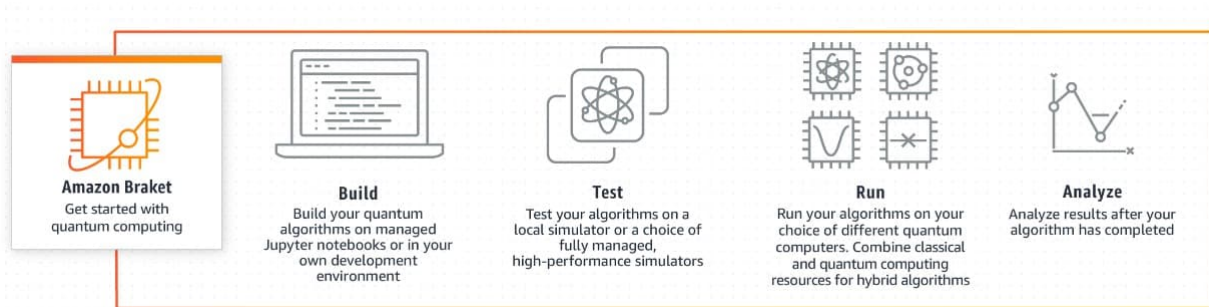 Amazon Braket
Get started with
quantum computing
Build
Build your quantum
algorithms on managed
Jupyter notebooks or in your
own development
environment
Test
Test your algorithms on a
local simulator or a choice of
fully managed,
high-performance simulators
Run
Run your algorithms on your
choice of different quantum
computers. Combine classical
and quantum computing
resources for hybrid algorithms
Analyze
Analyze results after your
algorithm has completed